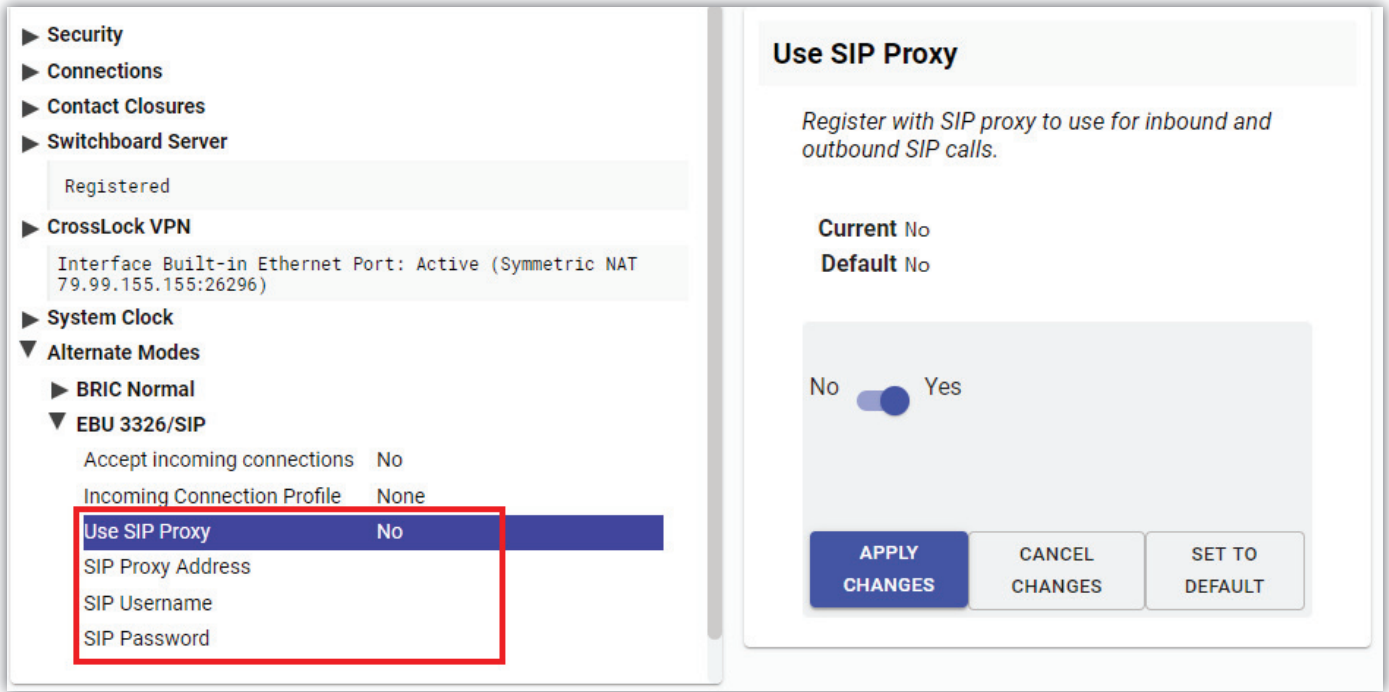 Security
Connections
Contact Closures
Switchboard Server
Registered
CrossLock VPN
Interface Built-in Ethernet Port: Active (Symmetric NAT
79.99.155.155:26296)
System Clock
Alternate Modes
BRIC Normal
EBU 3326/SIP
Accept incoming connections No
Incoming Connection Profile None
Use SIP Proxy No
SIP Proxy Address
SIP Username
SIP Password
Use SIP Proxy
Register with SIP proxy to use for inbound and
outbound SIP calls.
Current No
Default No
No Yes
APPLY
CHANGES
CANCEL
CHANGES
SET TO
DEFAULT